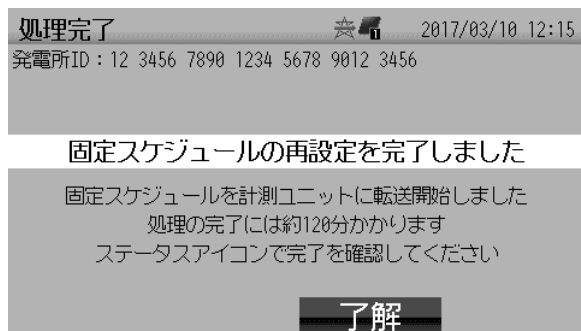 処理完了 1 2017/03/10 12:15
発電所ID：12 3456 7890 1234 5678 9012 3456
固定スケジュールの再設定を完了しました
固定スケジュールを計測ユニットに転送開始しました
処理の完了には約120分かかります
ステータスアイコンで完了を確認してください
了解